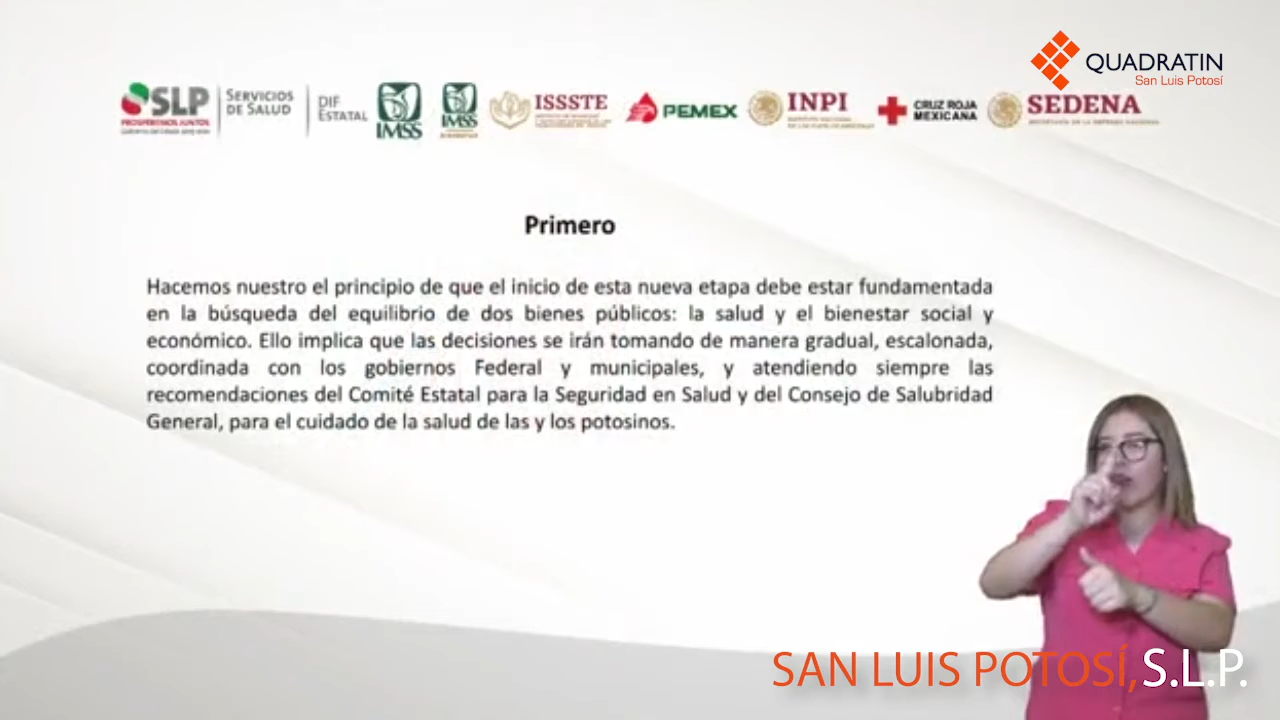 QUADRATIN
San Luis Potosí
SLP
PROSPEREMOS JUNTOS
SERVICIOS
DE SALUD
DIF
ESTATAL
IMSS
IMSS
ISSSTE
PEMEX
INPI
CRUZ ROJA
MEXICANA
SEDENA
Primero
Hacemos nuestro el principio de que el inicio de esta nueva etapa debe estar fundamentada
en la búsqueda del equilibrio de dos bienes públicos: la salud y el bienestar social y
económico. Ello implica que las decisiones se irán tomando de manera gradual, escalonada,
coordinada con los gobiernos Federal y municipales, y atendiendo siempre las
recomendaciones del Comité Estatal para la Seguridad en Salud y del Consejo de Salubridad
General, para el cuidado de la salud de las y los potosinos.
SAN LUIS POTOSÍ, S.L.P.